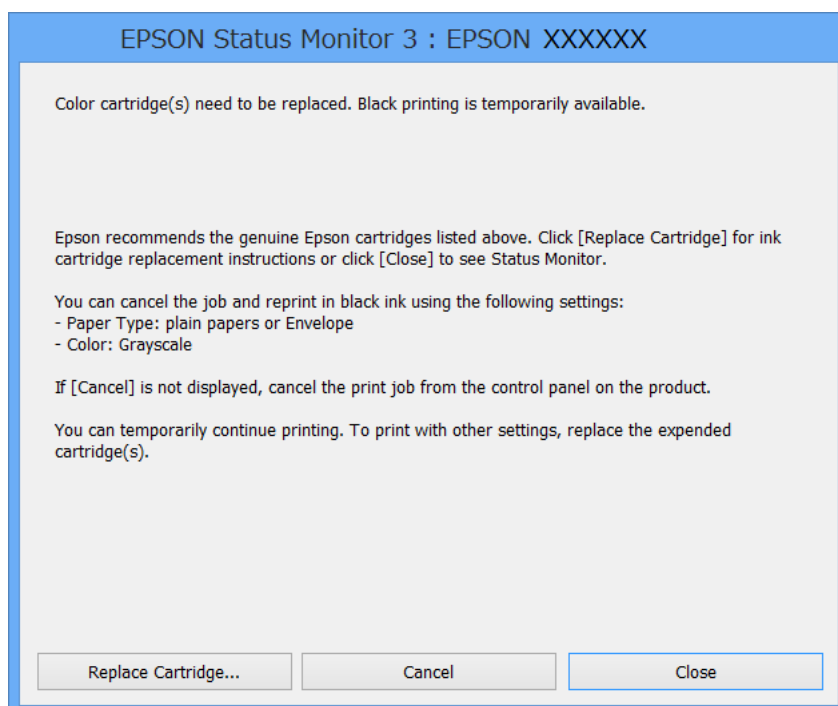 EPSON Status Monitor 3 : EPSON XXXXXX
Color cartridge(s) need to be replaced. Black printing is temporarily available.
Epson recommends the genuine Epson cartridges listed above. Click [Replace Cartridge] for ink
cartridge replacement instructions or click [Close] to see Status Monitor.
You can cancel the job and reprint in black ink using the following settings:
- Paper Type: plain papers or Envelope
- Color: Grayscale
If [Cancel] is not displayed, cancel the print job from the control panel on the product.
You can temporarily continue printing. To print with other settings, replace the expended
cartridge(s).
Replace Cartridge... Cancel Close